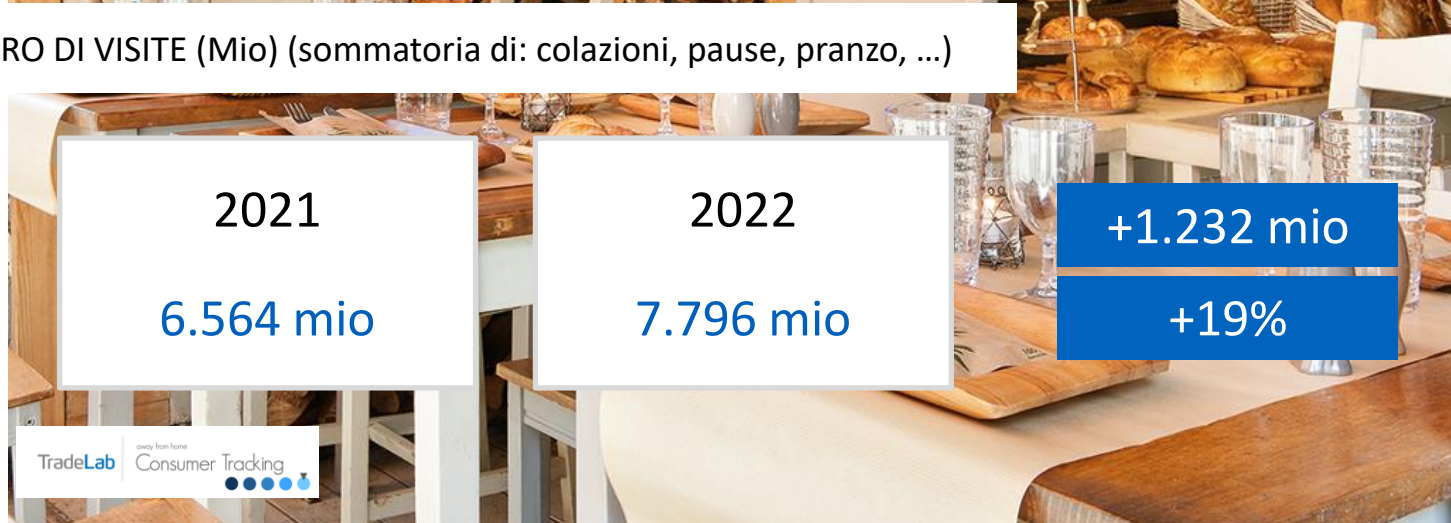 RO DI VISITE (Mio) (sommatoria di: colazioni, pause, pranzo, …)
2021
6.564 mio
2022
7.796 mio
+1.232 mio
+19%
TradeLab
away from home
Consumer Tracking